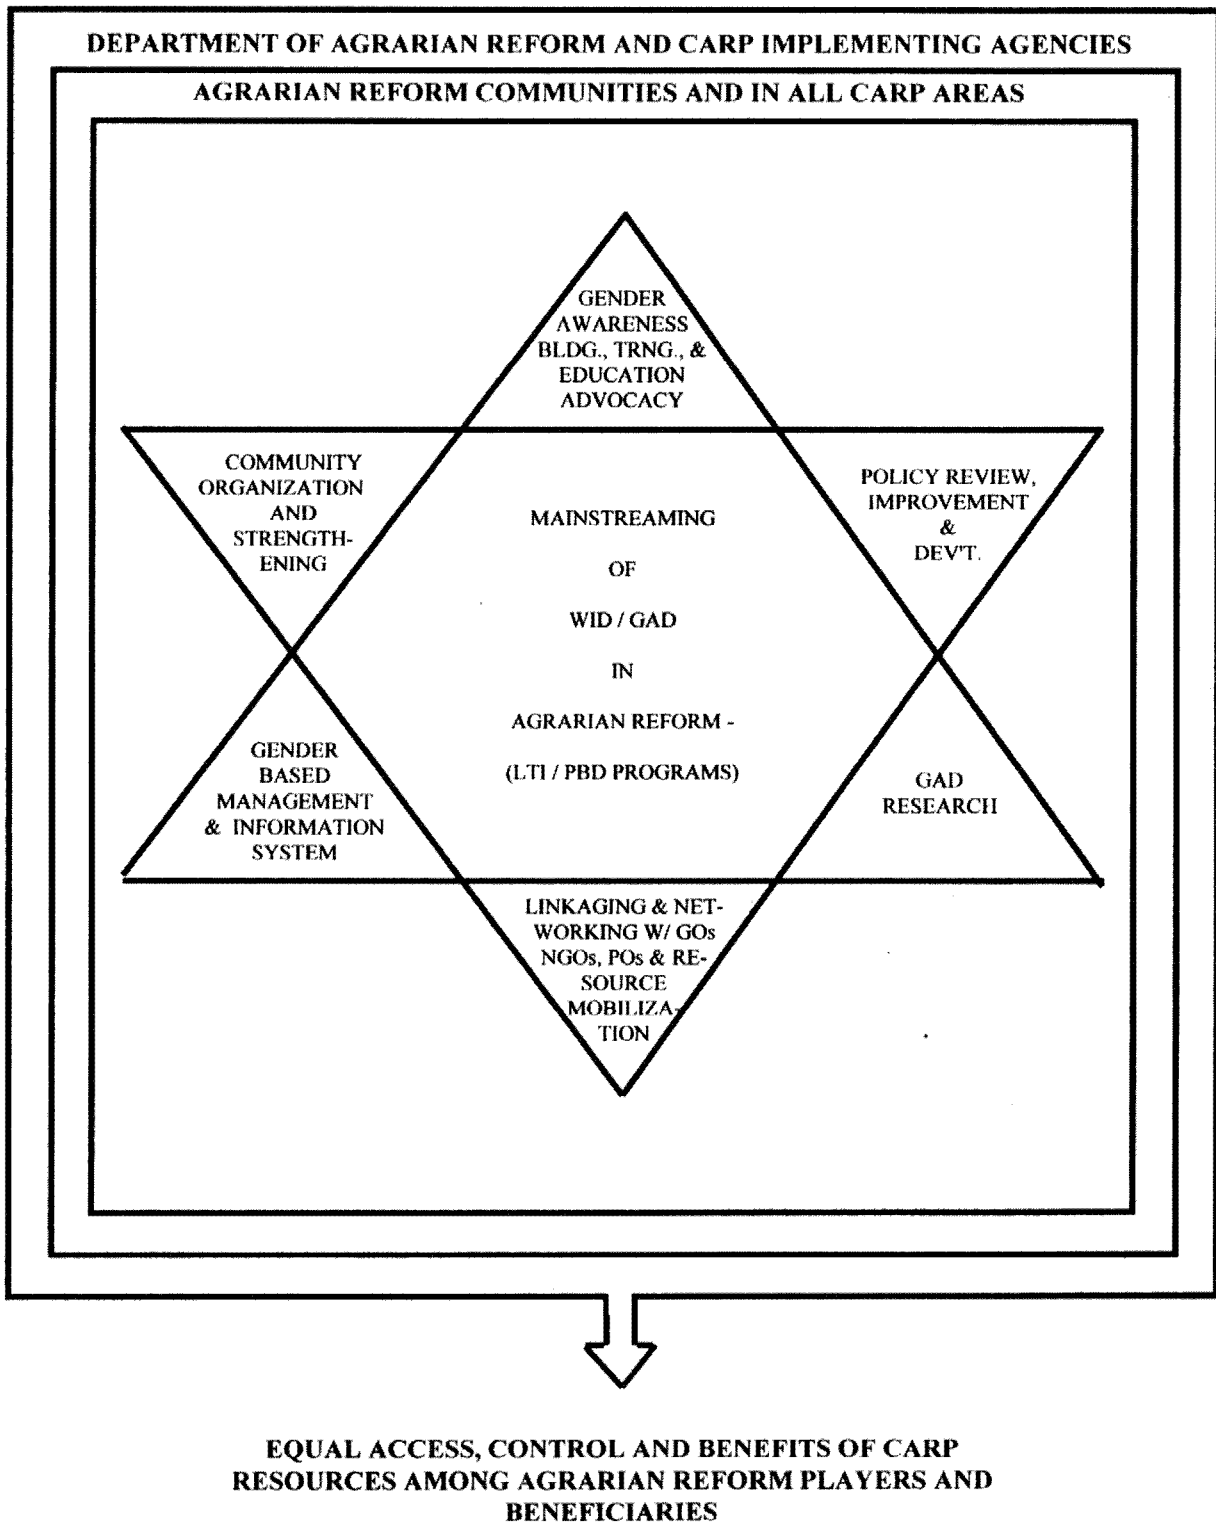 DEPARTMENT OF AGRARIAN REFORM AND CARP IMPLEMENTING AGENCIES
AGRARIAN REFORM COMMUNITIES AND IN ALL CARP AREAS
GENDER
AWARENESS
BLDG., TRNG., &
EDUCATION
ADVOCACY
COMMUNITY
ORGANIZATION
AND
STRENGTH-
ENING
POLICY REVIEW,
IMPROVEMENT
&
DEV'T.
MAINSTREAMING
OF
WID / GAD
IN
AGRARIAN REFORM -
(LTI / PBD PROGRAMS)
GENDER
BASED
MANAGEMENT
& INFORMATION
SYSTEM
GAD
RESEARCH
LINKAGING & NET-
WORKING W/ GOs
NGOs, POs & RE-
SOURCE
MOBILIZA-
TION
EQUAL ACCESS, CONTROL AND BENEFITS OF CARP
RESOURCES AMONG AGRARIAN REFORM PLAYERS AND
BENEFICIARIES